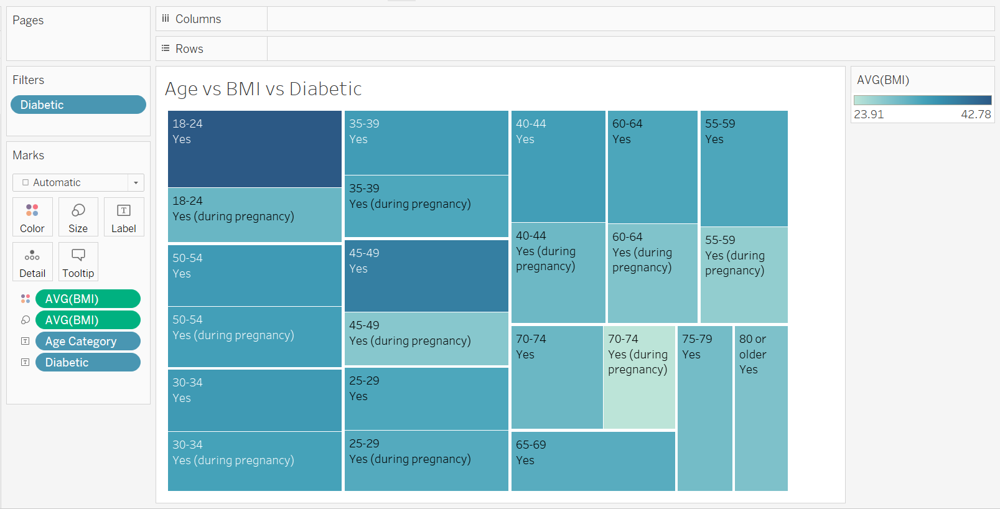 Pages
Filters
Diabetic
Marks
Automatic
Color
Size
Label
Detail
Tooltip
AVG(BMI)
AVG(BMI)
Age Category
Diabetic
Columns
Rows
Age vs BMI vs Diabetic
18-24
Yes
18-24
Yes (during pregnancy)
50-54
Yes
50-54
Yes (during pregnancy)
30-34
Yes
30-34
Yes (during pregnancy)
35-39
Yes
35-39
Yes (during pregnancy)
45-49
Yes
45-49
Yes (during pregnancy)
25-29
Yes
25-29
Yes (during pregnancy)
40-44
Yes
40-44
Yes (during
pregnancy)
60-64
Yes
60-64
Yes (during
pregnancy)
55-59
Yes
55-59
Yes (during
pregnancy)
70-74
Yes
70-74
Yes (during
pregnancy)
65-69
Yes
75-79
Yes
80 or
older
Yes
AVG(BMI)
23.91 42.78